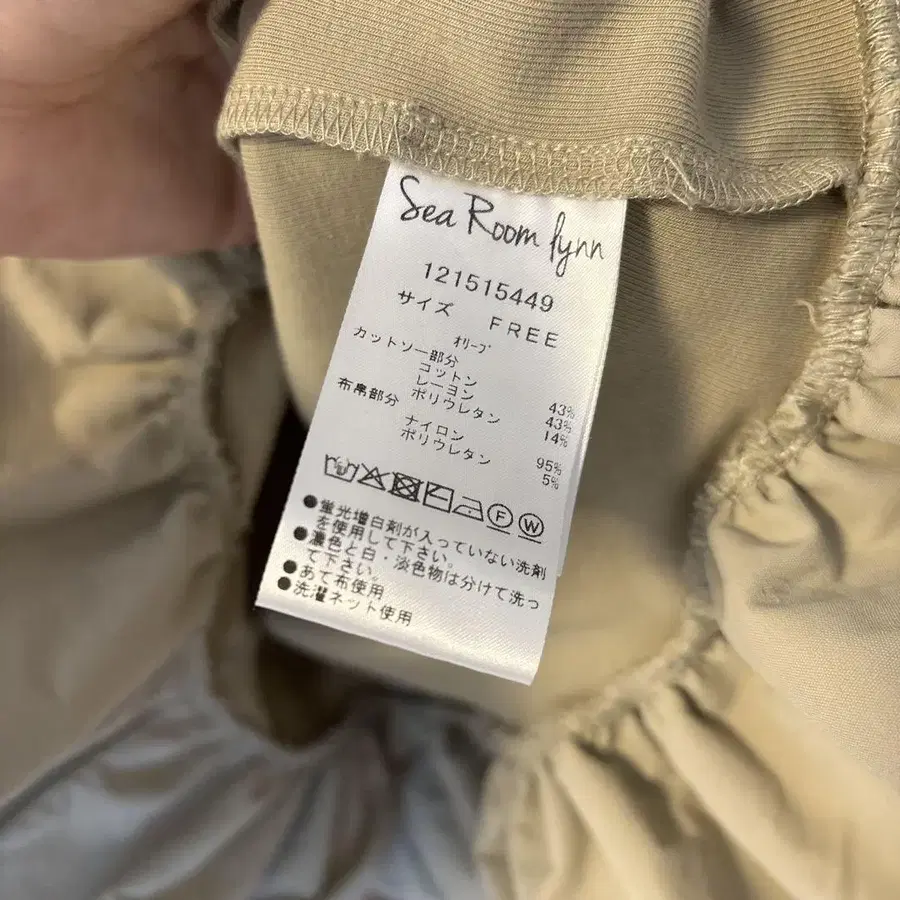 Sea Room lynn
121515449
サイズ FREE
ｵﾘｰﾌﾞ
カットソー部分
コットン 43%
レーヨン 43%
ポリウレタン 14%
布帛部分
ナイロン 95%
ポリウレタン 5%
F W
●蛍光増白剤が入っていない洗剤
を使用して下さい。
●濃色と白・淡色物は分けて洗っ
て下さい。
●あて布使用
●洗濯ネット使用